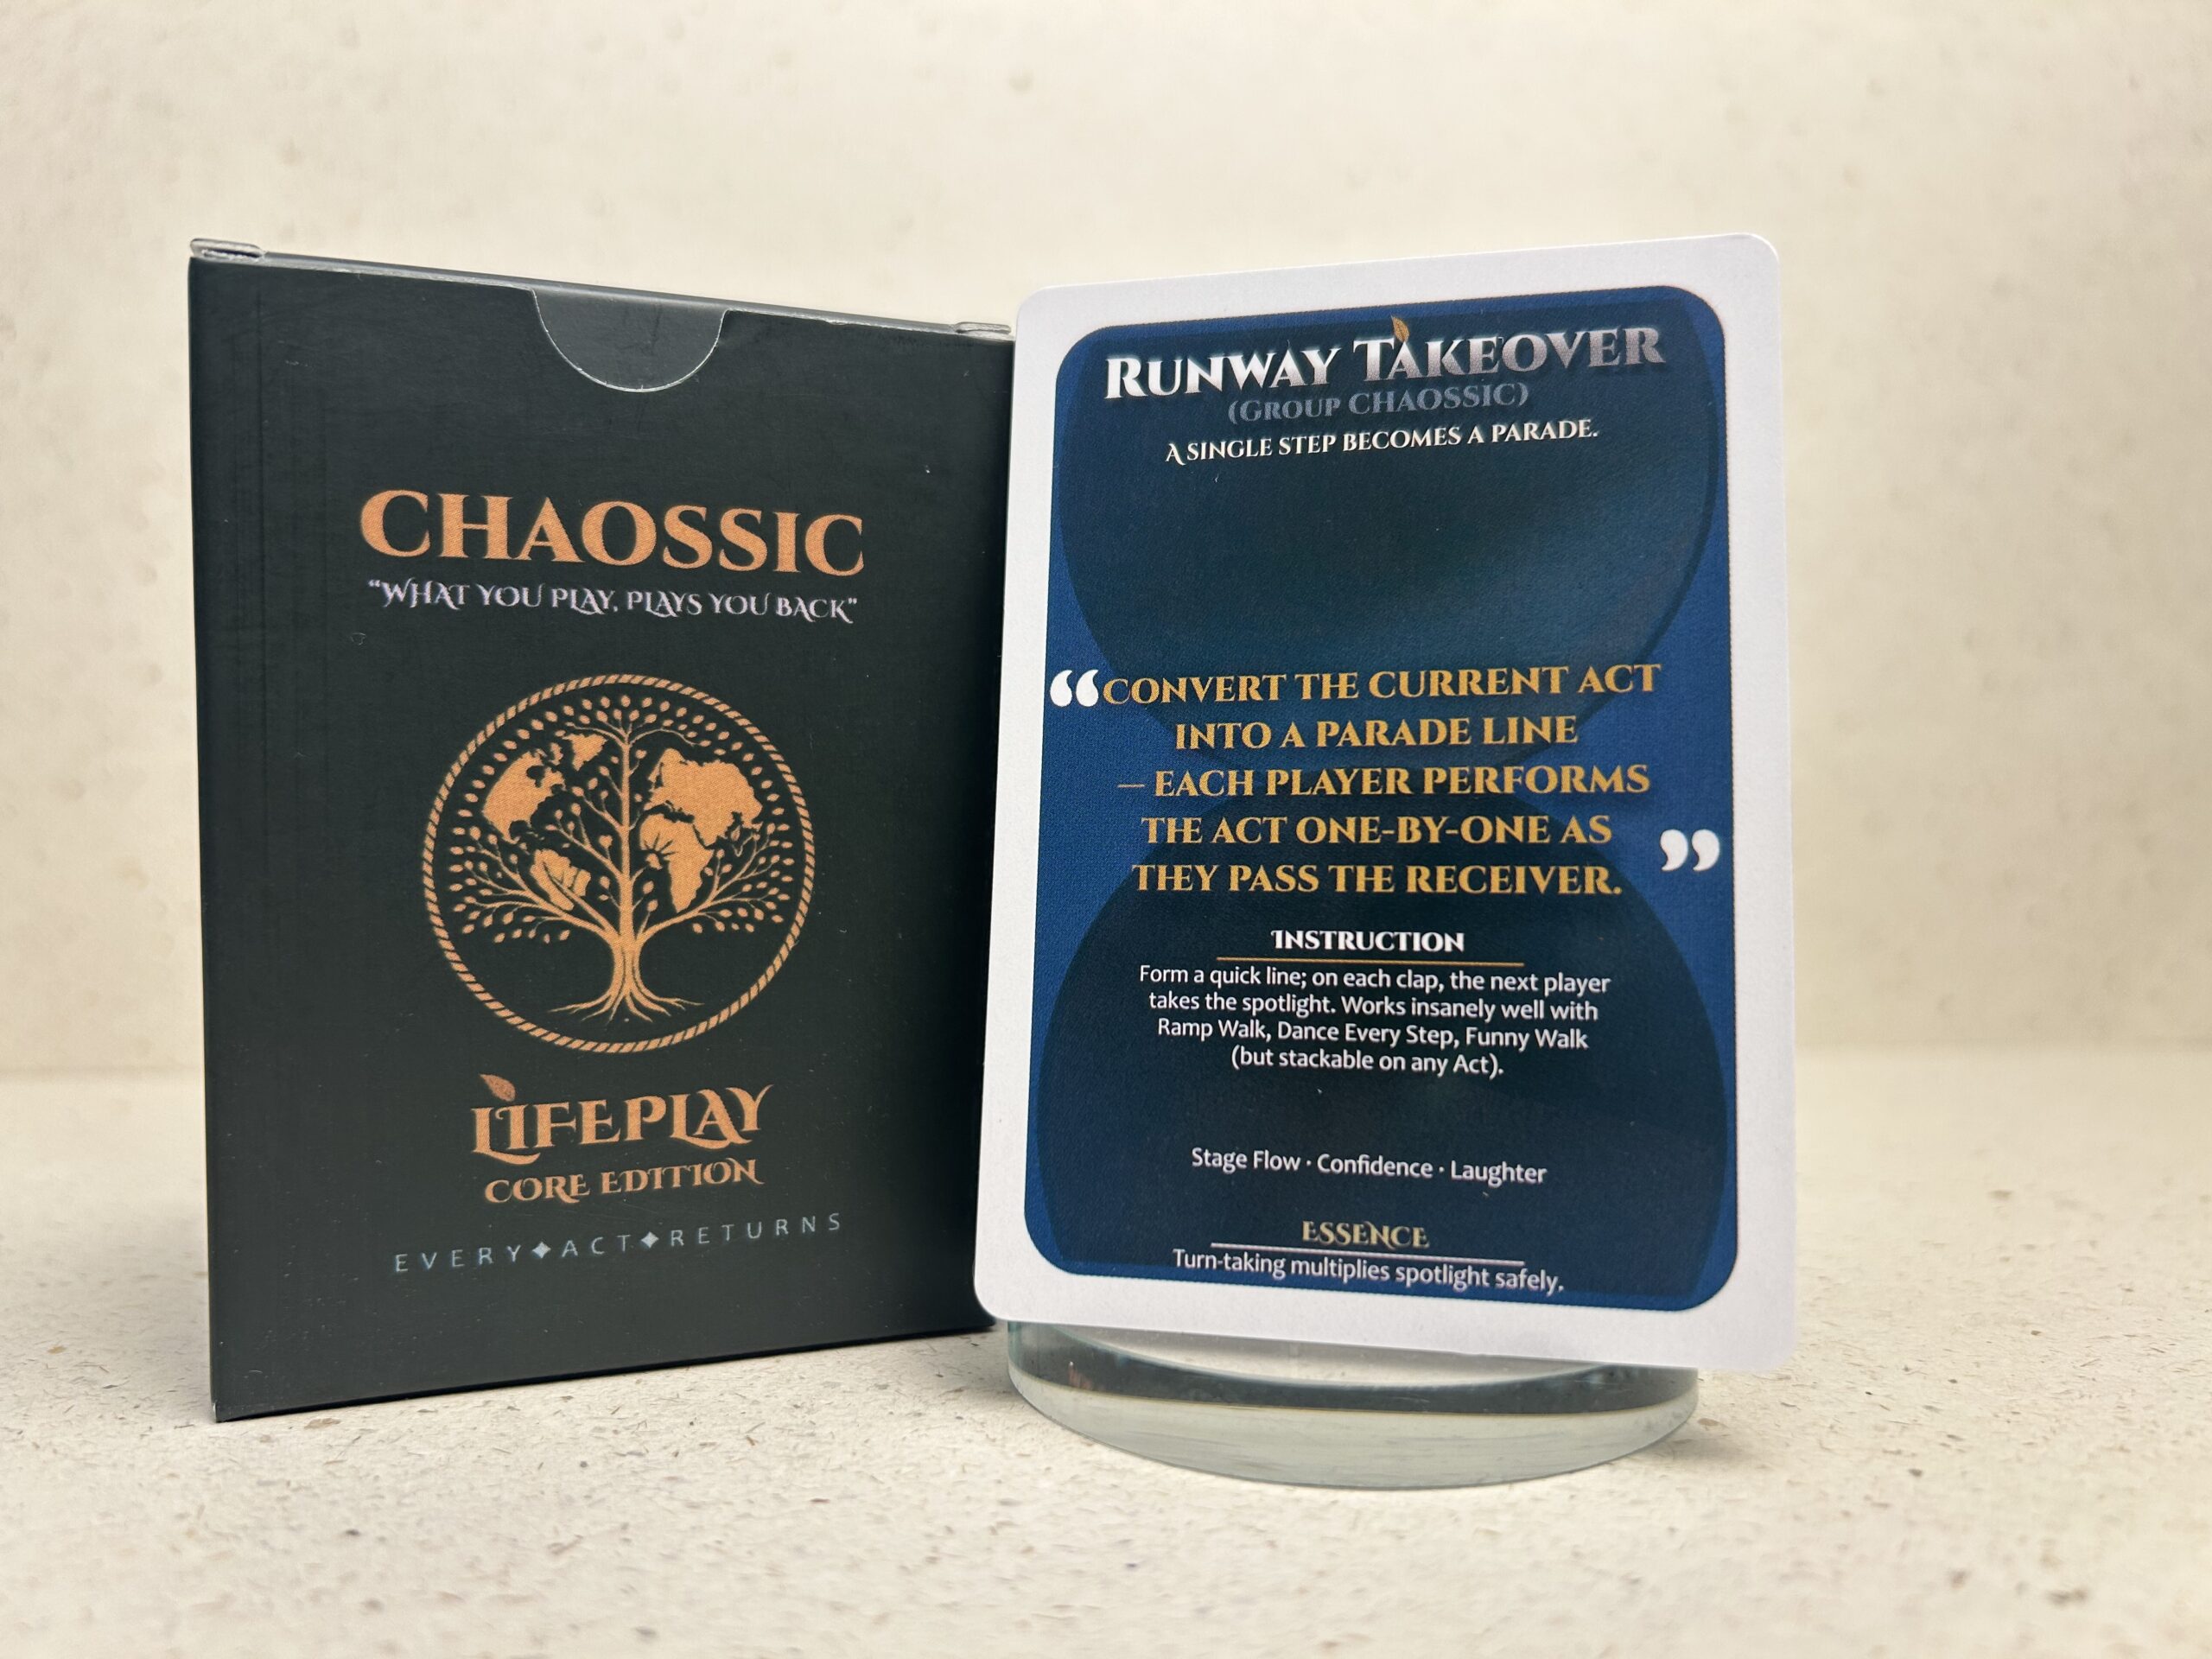 CHAOSSIC
"WHAT YOU PLAY, PLAYS YOU BACK"
LIFEPLAY
CORE EDITION
EVERY◆ACT◆RETURNS
RUNWAY TAKEOVER
(GROUP CHAOSSIC)
A SINGLE STEP BECOMES A PARADE.
“CONVERT THE CURRENT ACT
INTO A PARADE LINE
— EACH PLAYER PERFORMS
THE ACT ONE-BY-ONE AS
THEY PASS THE RECEIVER.”
INSTRUCTION
Form a quick line; on each clap, the next player
takes the spotlight. Works insanely well with
Ramp Walk, Dance Every Step, Funny Walk
(but stackable on any Act).
Stage Flow · Confidence · Laughter
ESSENCE
Turn-taking multiplies spotlight safely.